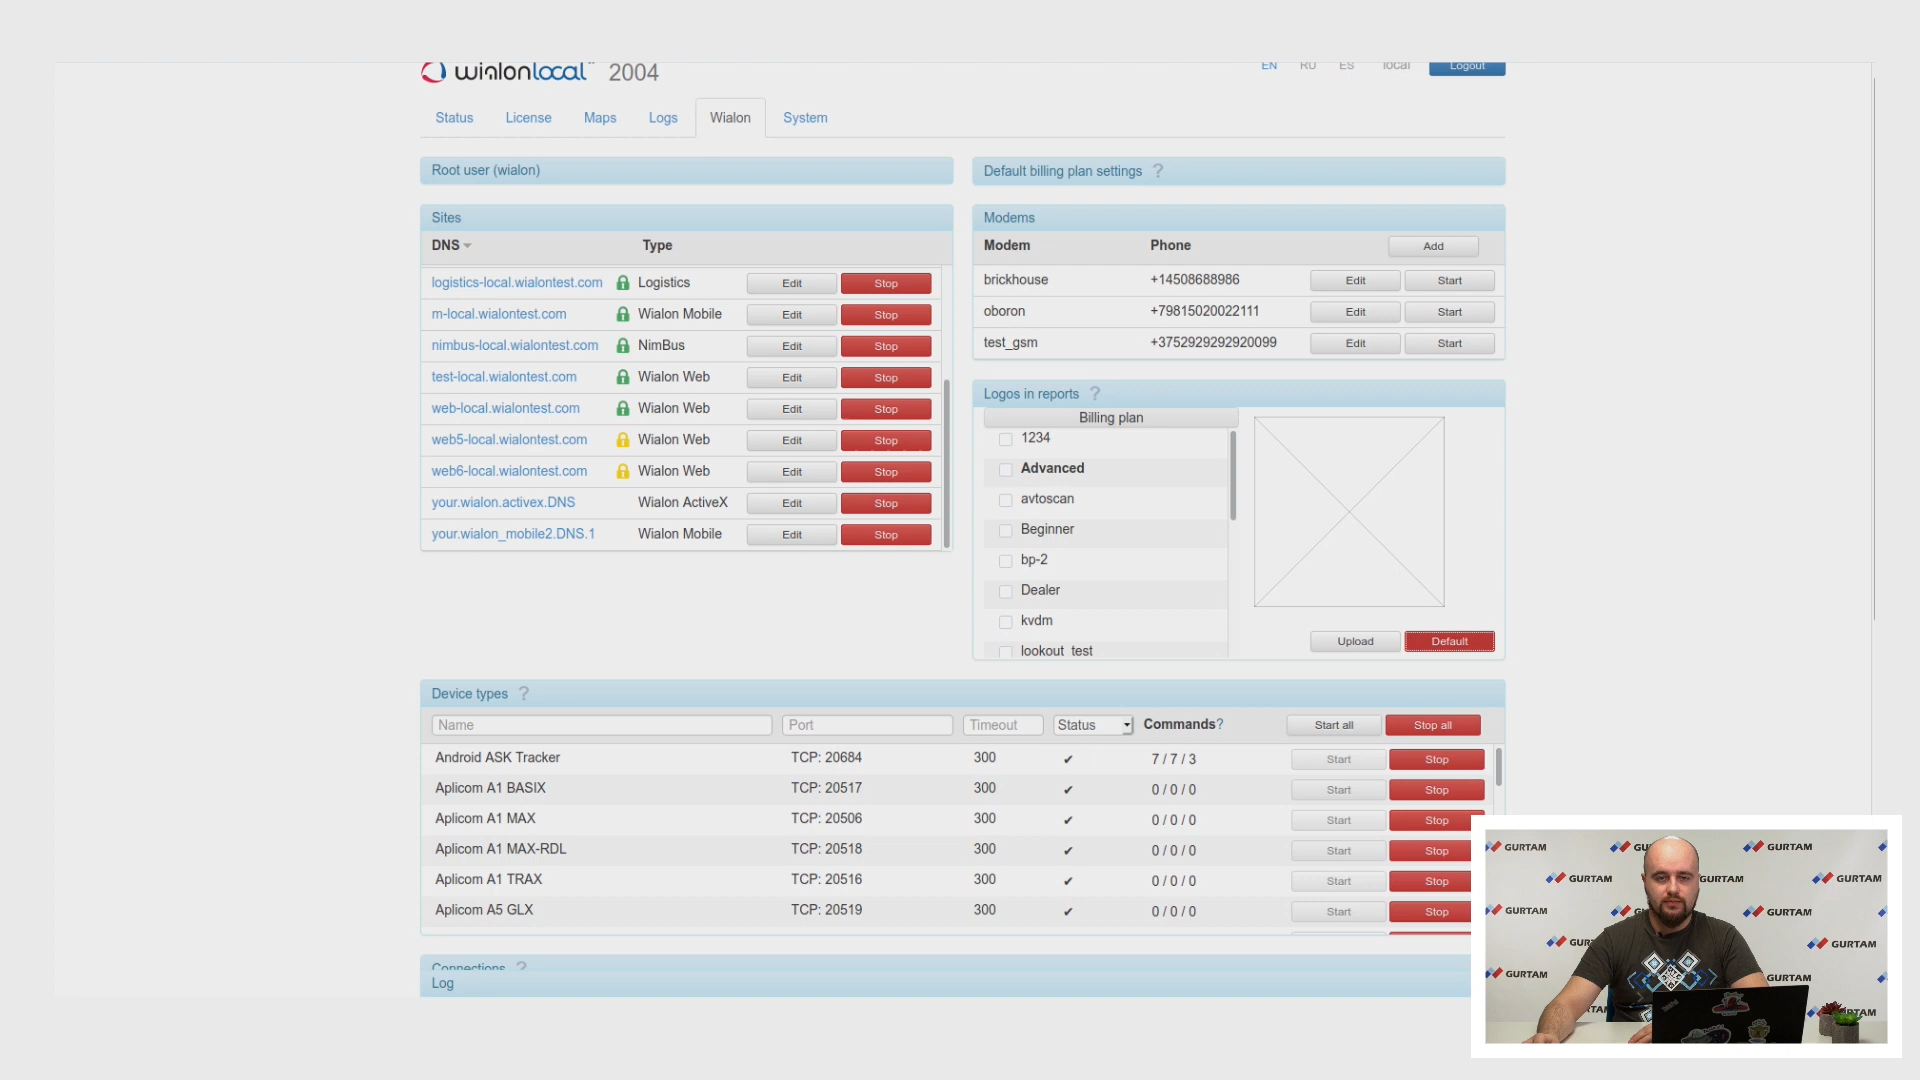 wialonlocal 2004
EN RU ES local Logout
Status License Maps Logs Wialon System
Root user (wialon)
Default billing plan settings ?
Sites
DNS Type
logistics-local.wialontest.com Logistics Edit Stop
m-local.wialontest.com Wialon Mobile Edit Stop
nimbus-local.wialontest.com NimBus Edit Stop
test-local.wialontest.com Wialon Web Edit Stop
web-local.wialontest.com Wialon Web Edit Stop
web5-local.wialontest.com Wialon Web Edit Stop
web6-local.wialontest.com Wialon Web Edit Stop
your.wialon.activex.DNS Wialon ActiveX Edit Stop
your.wialon_mobile2.DNS.1 Wialon Mobile Edit Stop
Modems
Modem Phone Add
brickhouse +14508688986 Edit Start
oboron +79815020022111 Edit Start
test_gsm +3752929292920099 Edit Start
Logos in reports ?
Billing plan
1234
Advanced
avtoscan
Beginner
bp-2
Dealer
kvdm
lookout_test
Upload Default
Device types ?
Name Port Timeout Status Commands? Start all Stop all
Android ASK Tracker TCP: 20684 300 ✔ 7 / 7 / 3 Start Stop
Aplicom A1 BASIX TCP: 20517 300 ✔ 0 / 0 / 0 Start Stop
Aplicom A1 MAX TCP: 20506 300 ✔ 0 / 0 / 0 Start Stop
Aplicom A1 MAX-RDL TCP: 20518 300 ✔ 0 / 0 / 0 Start Stop
Aplicom A1 TRAX TCP: 20516 300 ✔ 0 / 0 / 0 Start Stop
Aplicom A5 GLX TCP: 20519 300 ✔ 0 / 0 / 0 Start Stop
Connections ?
Log
GURTAM GU GURTAM
GURTAM GURTAM GURTAM
GURTAM GURTAM
GUR GURTAM
GURTAM GURTAM